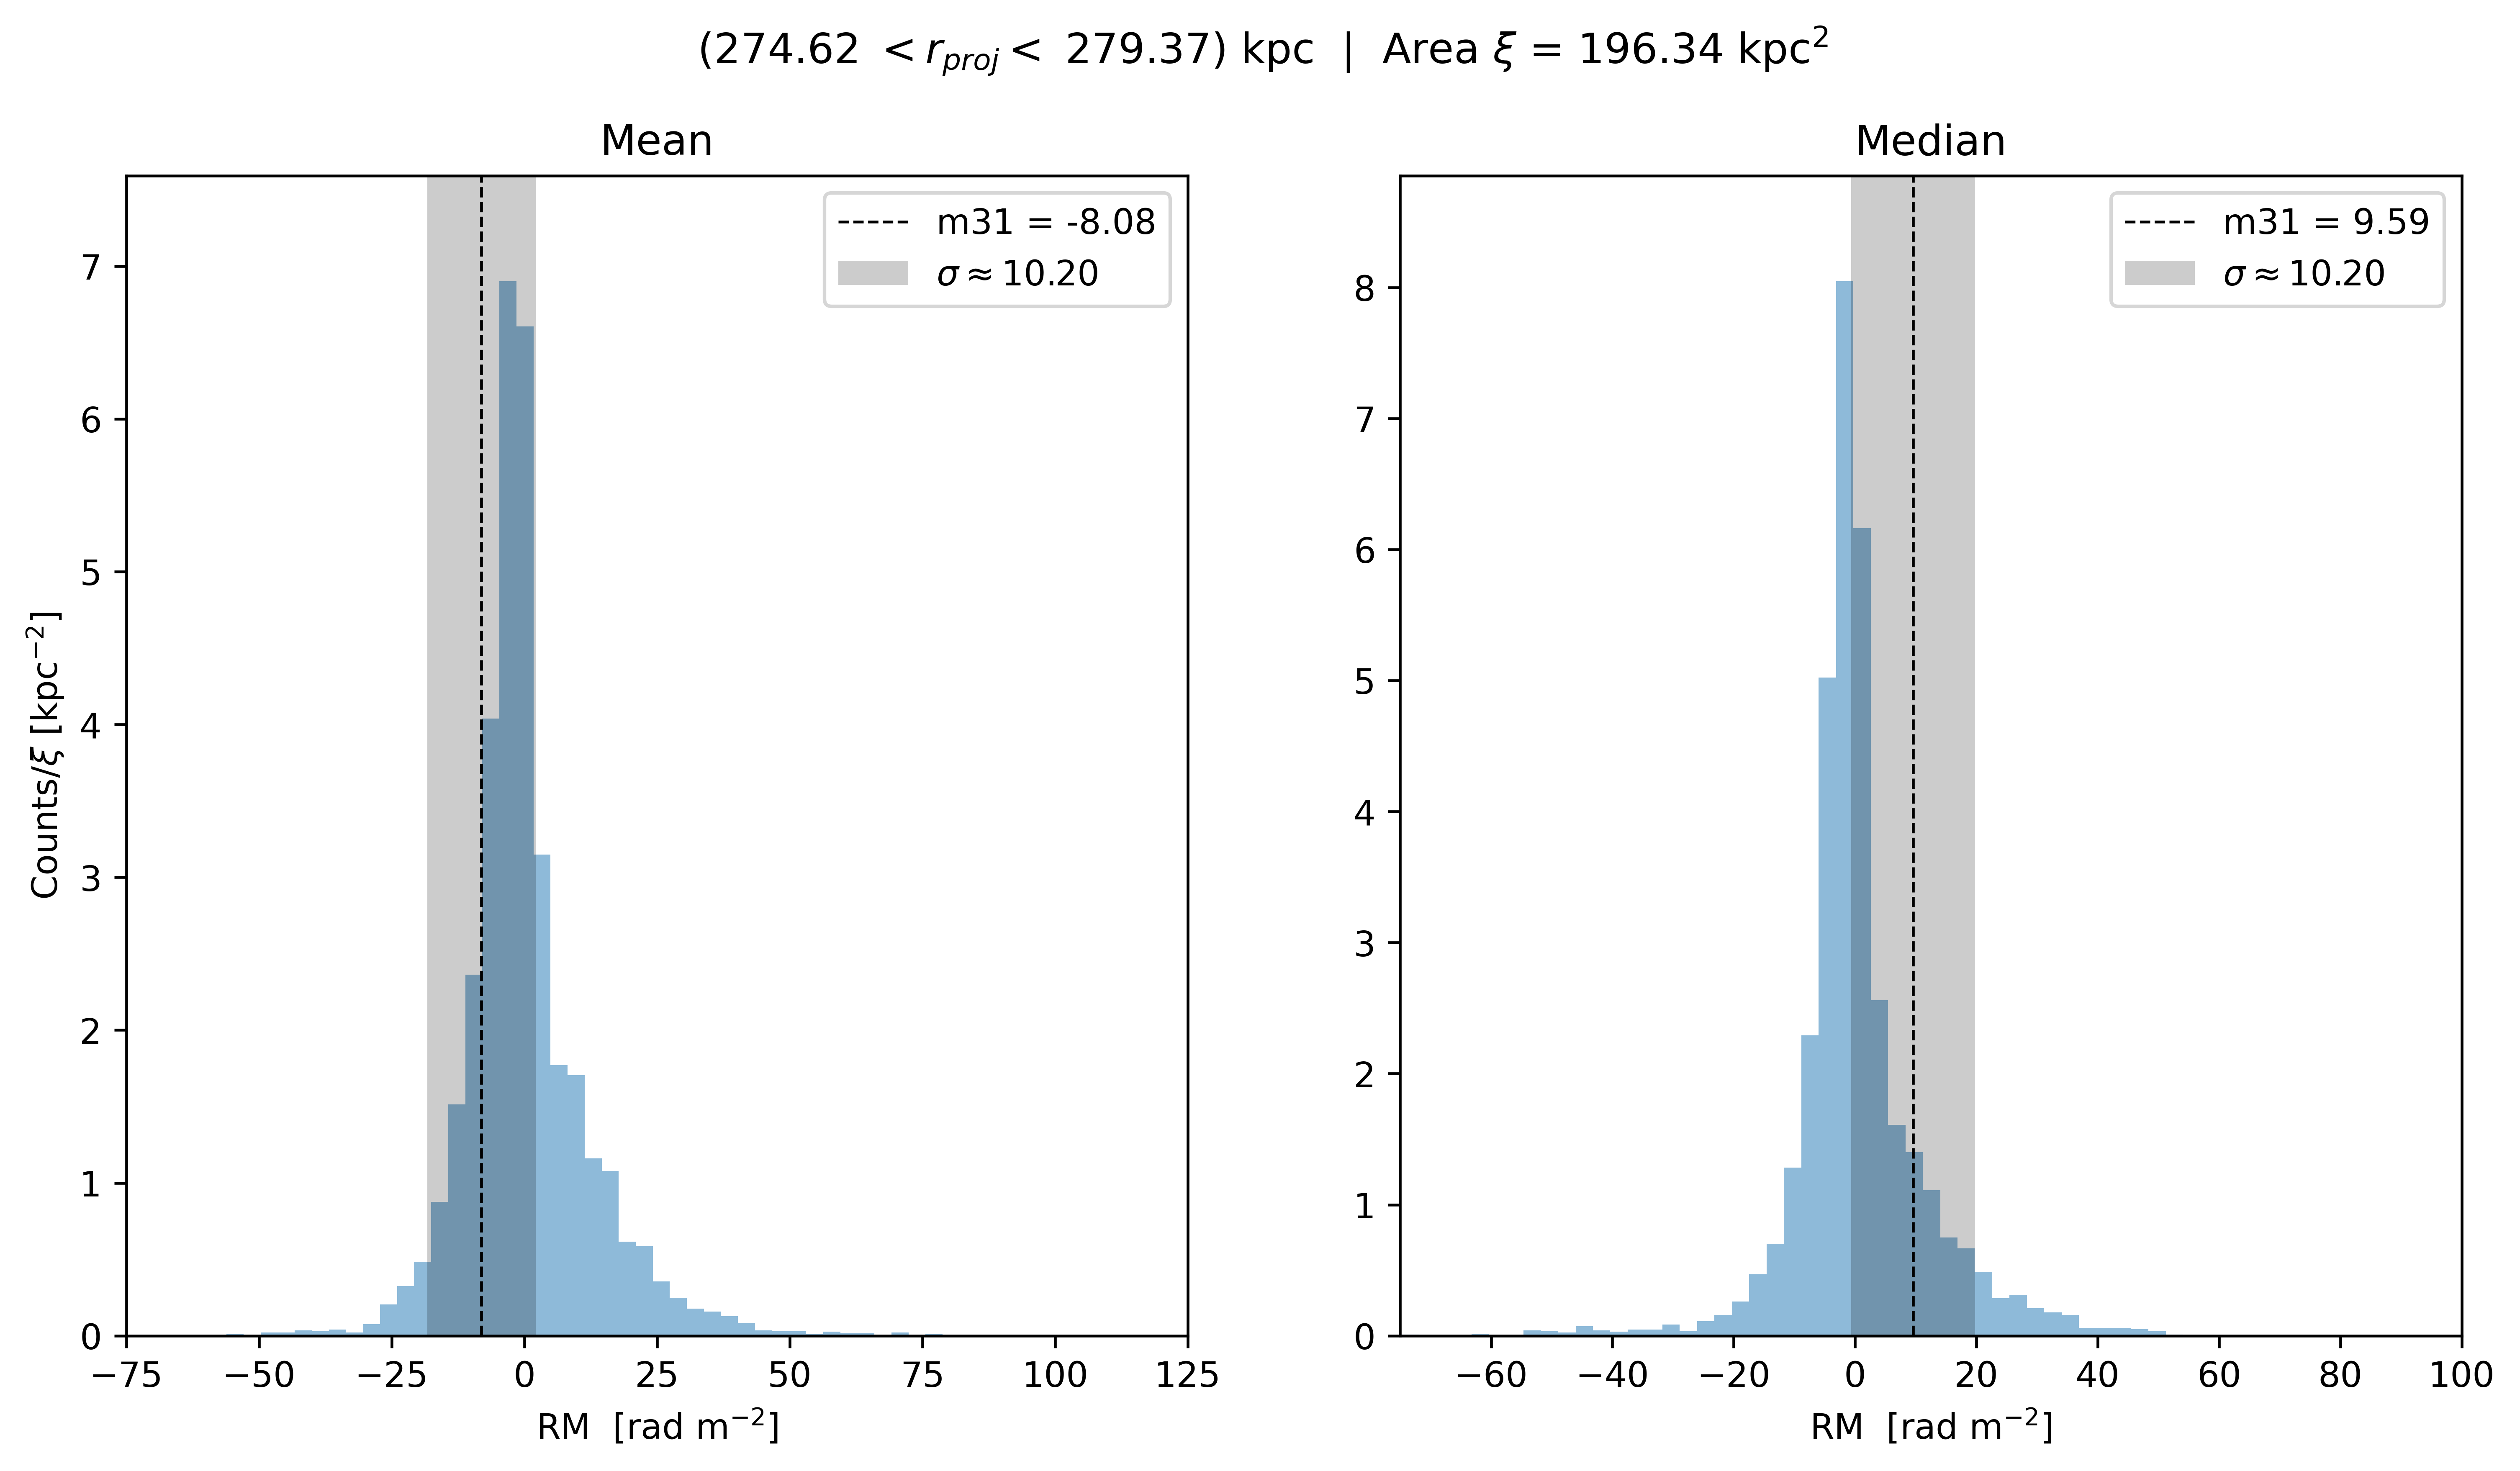 (274.62 < r_proj < 279.37) kpc | Area ξ = 196.34 kpc²
Mean
m31 = -8.08
σ ≈ 10.20
Counts/ξ [kpc⁻²]
7
6
5
4
3
2
1
0
−75 −50 −25 0 25 50 75 100 125
RM [rad m⁻²]
Median
m31 = 9.59
σ ≈ 10.20
8
7
6
5
4
3
2
1
0
−60 −40 −20 0 20 40 60 80 100
RM [rad m⁻²]